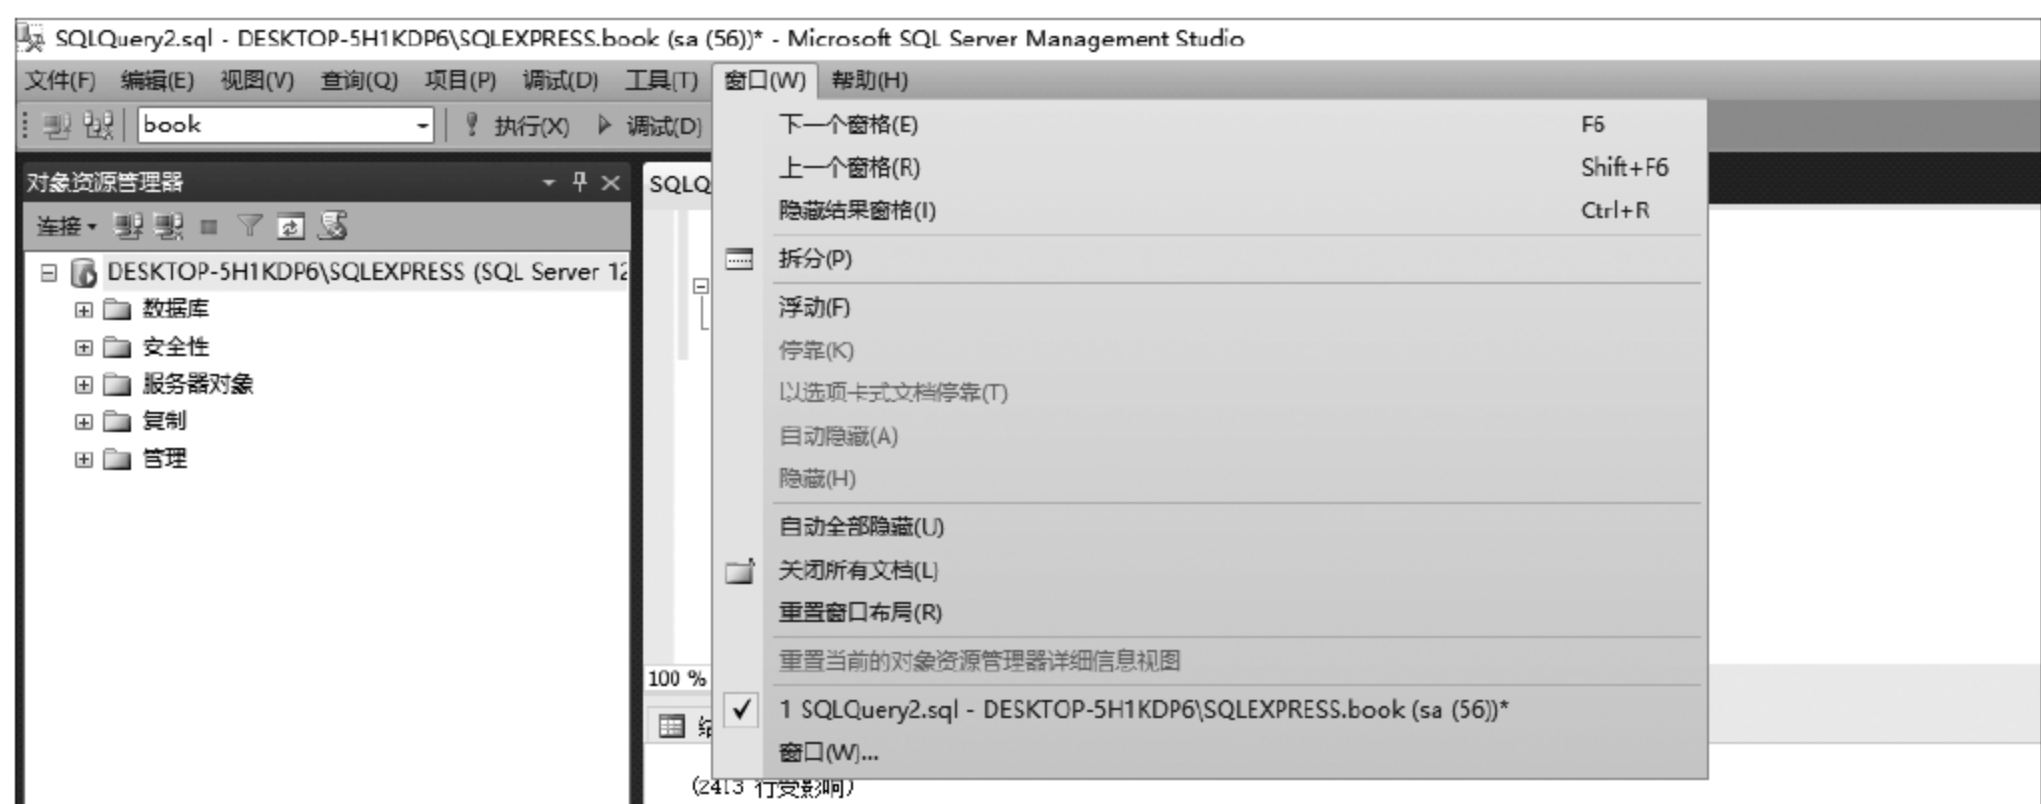 SQLQuery2.sql - DESKTOP-5H1KDP6\SQLEXPRESS.book (sa (56))* - Microsoft SQL Server Management Studio
文件(F) 编辑(E) 视图(V) 查询(Q) 项目(P) 调试(D) 工具(T) 窗口(W) 帮助(H)
book 执行(X) 调试(D)
对象资源管理器
连接
DESKTOP-5H1KDP6\SQLEXPRESS (SQL Server 12
数据库
安全性
服务器对象
复制
管理
SQLQ
下一个窗格(E) F6
上一个窗格(R) Shift+F6
隐藏结果窗格(I) Ctrl+R
拆分(P)
浮动(F)
停靠(K)
以选项卡式文档停靠(T)
自动隐藏(A)
隐藏(H)
自动全部隐藏(U)
关闭所有文档(L)
重置窗口布局(R)
重置当前的对象资源管理器详细信息视图
1 SQLQuery2.sql - DESKTOP-5H1KDP6\SQLEXPRESS.book (sa (56))*
窗口(W)...
100 %
(2413 行受影响)